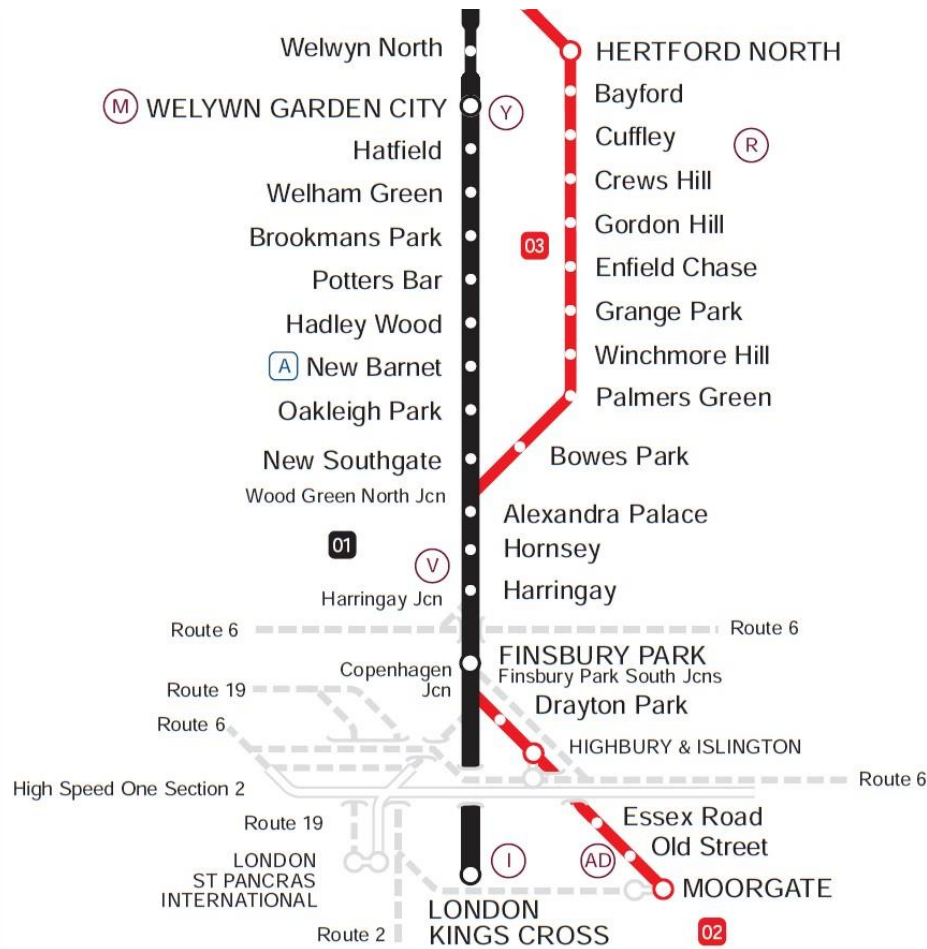 Welwyn North
HERTFORD NORTH
Bayford
M WELYWN GARDEN CITY Y
Cuffley
R
Hatfield
Crews Hill
Welham Green
Gordon Hill
Brookmans Park
03
Enfield Chase
Potters Bar
Grange Park
Hadley Wood
Winchmore Hill
A New Barnet
Palmers Green
Oakleigh Park
Bowes Park
New Southgate
Wood Green North Jcn
Alexandra Palace
01
Hornsey
V
Harringay
Harringay Jcn
Route 6
Route 6
FINSBURY PARK
Finsbury Park South Jcns
Copenhagen
Jcn
Route 19
Drayton Park
Route 6
HIGHBURY & ISLINGTON
Route 6
High Speed One Section 2
Essex Road
Route 19
Old Street
LONDON
ST PANCRAS
INTERNATIONAL
I
AD
MOORGATE
LONDON
KINGS CROSS
Route 2
02